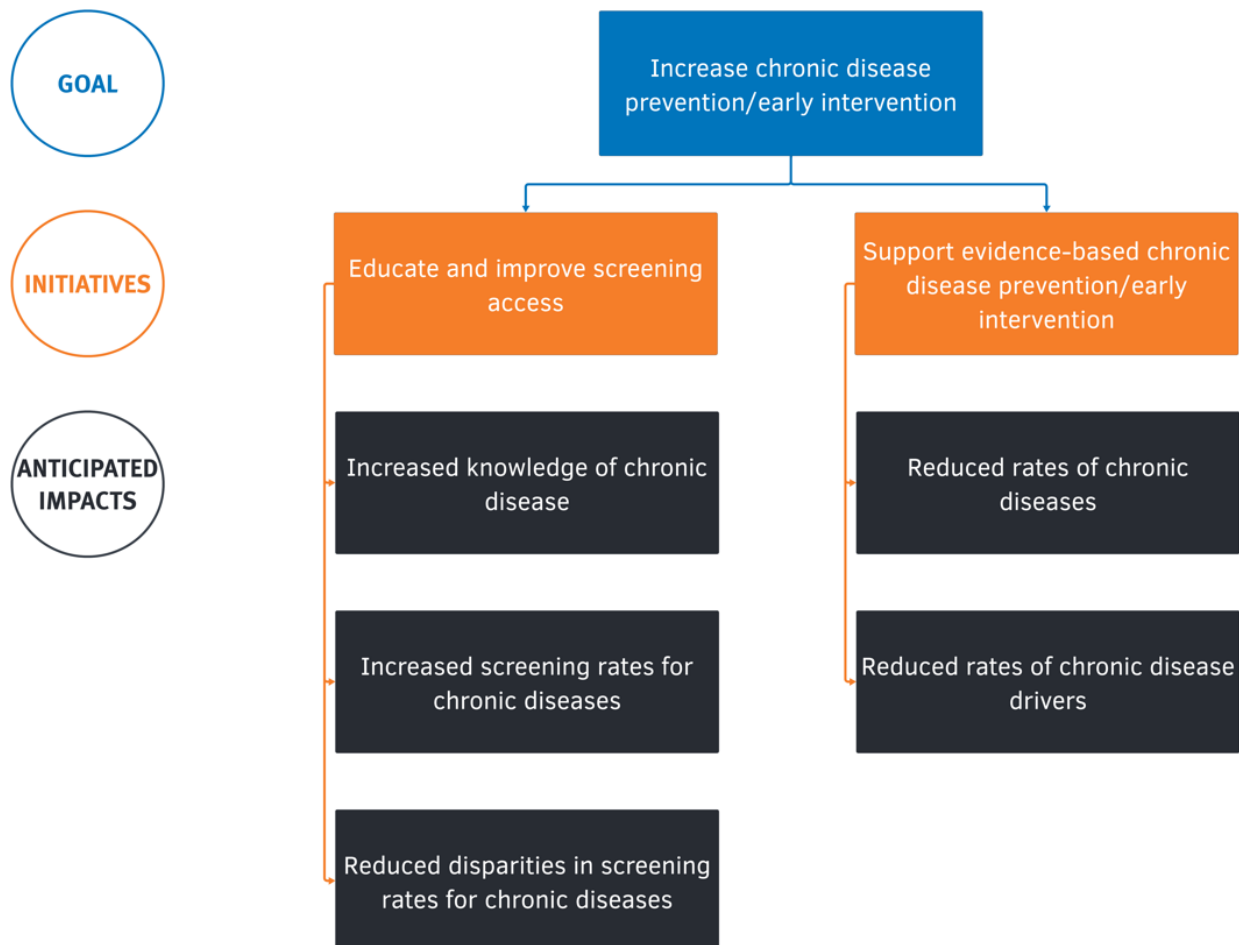 GOAL
Increase chronic disease
prevention/early intervention
INITIATIVES
Educate and improve screening
access
Support evidence-based chronic
disease prevention/early
intervention
ANTICIPATED
IMPACTS
Increased knowledge of chronic
disease
Reduced rates of chronic
diseases
Increased screening rates for
chronic diseases
Reduced rates of chronic disease
drivers
Reduced disparities in screening
rates for chronic diseases